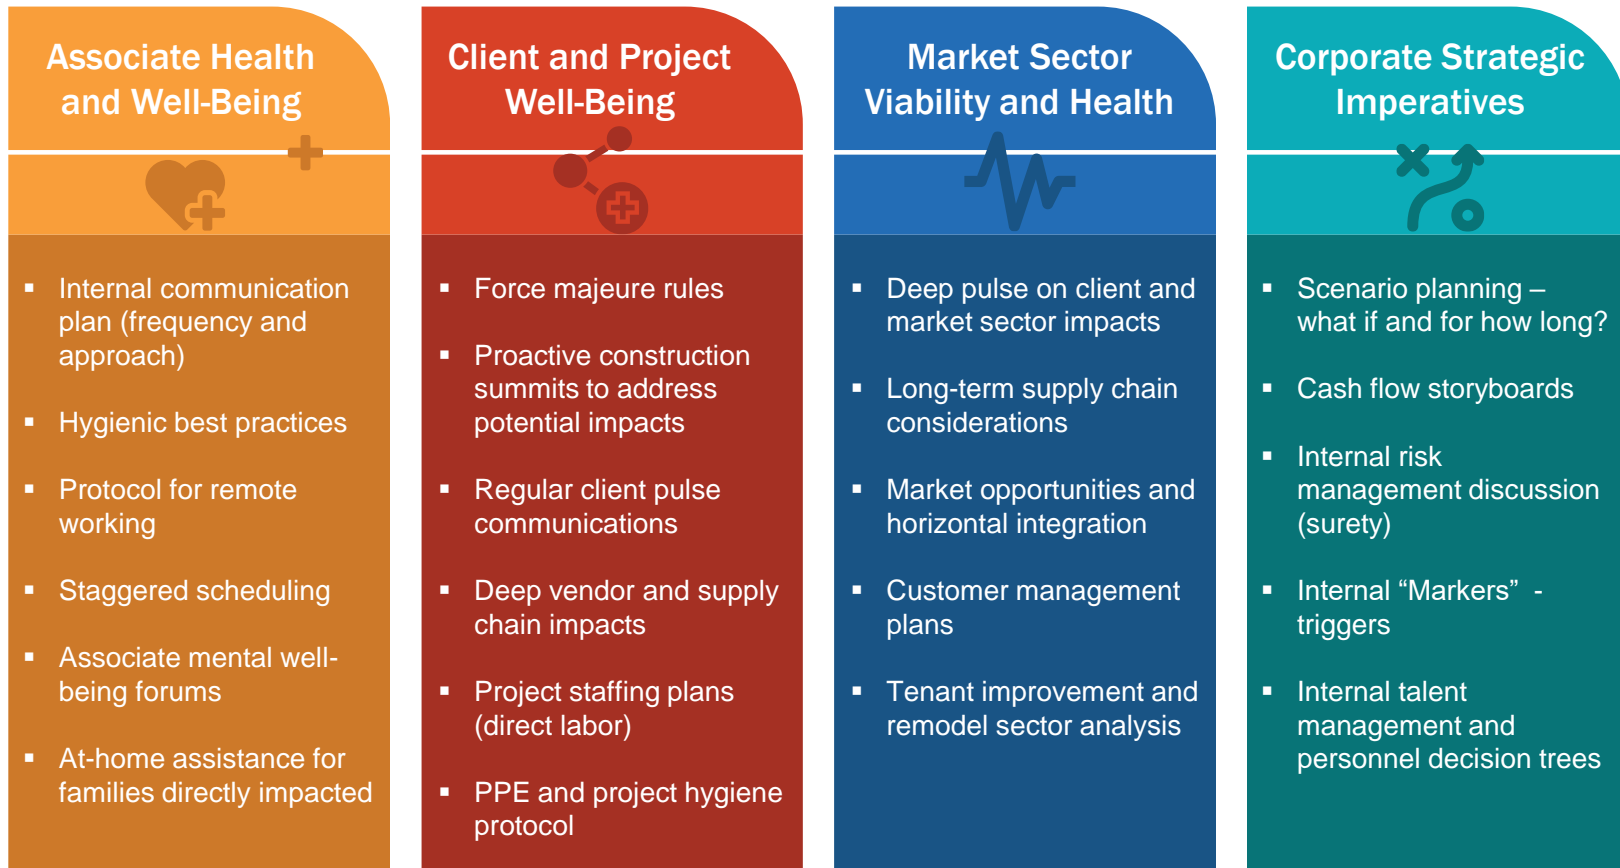 Associate Health
and Well-Being
▪ Internal communication
plan (frequency and
approach)
▪ Hygienic best practices
▪ Protocol for remote
working
▪ Staggered scheduling
▪ Associate mental well-
being forums
▪ At-home assistance for
families directly impacted
Client and Project
Well-Being
▪ Force majeure rules
▪ Proactive construction
summits to address
potential impacts
▪ Regular client pulse
communications
▪ Deep vendor and supply
chain impacts
▪ Project staffing plans
(direct labor)
▪ PPE and project hygiene
protocol
Market Sector
Viability and Health
▪ Deep pulse on client and
market sector impacts
▪ Long-term supply chain
considerations
▪ Market opportunities and
horizontal integration
▪ Customer management
plans
▪ Tenant improvement and
remodel sector analysis
Corporate Strategic
Imperatives
▪ Scenario planning –
what if and for how long?
▪ Cash flow storyboards
▪ Internal risk
management discussion
(surety)
▪ Internal “Markers” -
triggers
▪ Internal talent
management and
personnel decision trees